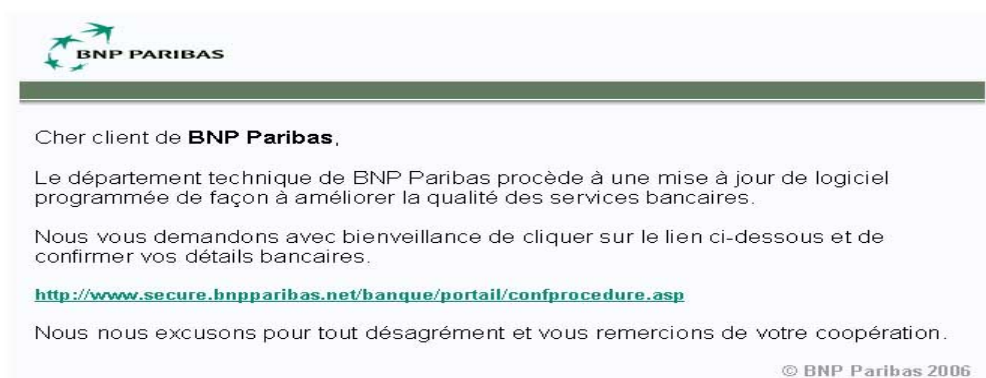 BNP PARIBAS
Cher client de BNP Paribas,
Le département technique de BNP Paribas procède à une mise à jour de logiciel
programmée de façon à améliorer la qualité des services bancaires.
Nous vous demandons avec bienveillance de cliquer sur le lien ci-dessous et de
confirmer vos détails bancaires.
http://www.secure.bnpparibas.net/banque/portail/confprocedure.asp
Nous nous excusons pour tout désagrément et vous remercions de votre coopération.
© BNP Paribas 2006